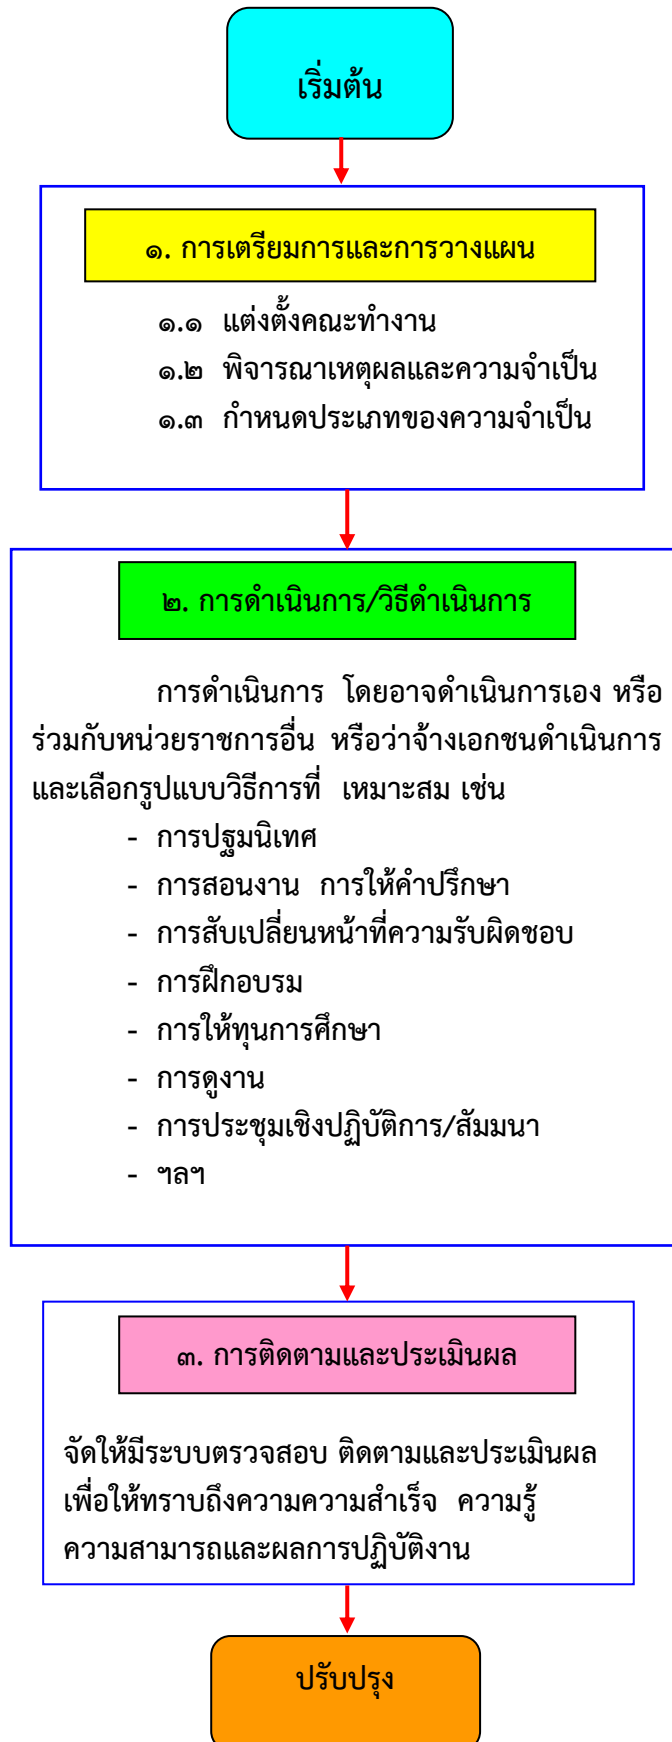 เริ่มต้น
๑. การเตรียมการและการวางแผน
๑.๑ แต่งตั้งคณะทำงาน
๑.๒ พิจารณาเหตุผลและความจำเป็น
๑.๓ กำหนดประเภทของความจำเป็น
๒. การดำเนินการ/วิธีดำเนินการ
การดำเนินการ โดยอาจดำเนินการเอง หรือ
ร่วมกับหน่วยราชการอื่น หรือว่าจ้างเอกชนดำเนินการ
และเลือกรูปแบบวิธีการที่ เหมาะสม เช่น
- การปฐมนิเทศ
- การสอนงาน การให้คำปรึกษา
- การสับเปลี่ยนหน้าที่ความรับผิดชอบ
- การฝึกอบรม
- การให้ทุนการศึกษา
- การดูงาน
- การประชุมเชิงปฏิบัติการ/สัมมนา
- ฯลฯ
๓. การติดตามและประเมินผล
จัดให้มีระบบตรวจสอบ ติดตามและประเมินผล
เพื่อให้ทราบถึงความความสำเร็จ ความรู้
ความสามารถและผลการปฏิบัติงาน
ปรับปรุง